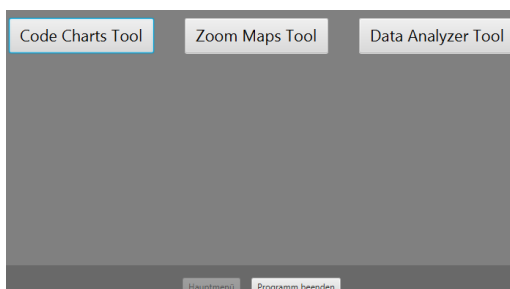 Code Charts Tool Zoom Maps Tool Data Analyzer Tool
Hauptmenü Programm beenden